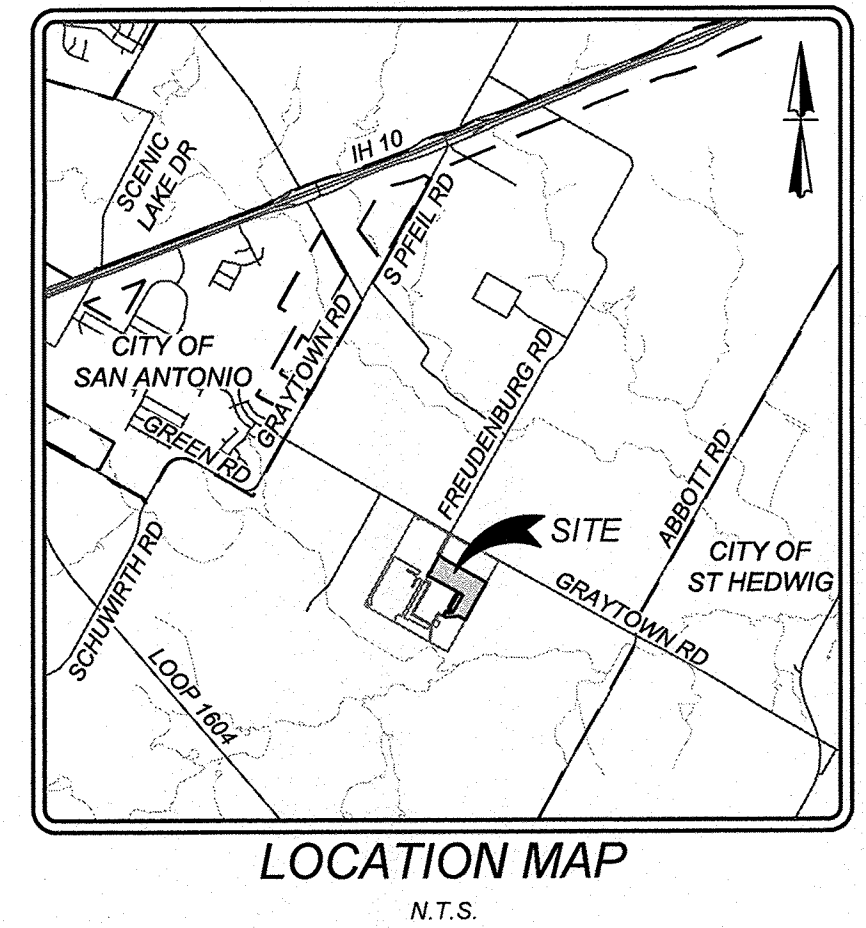 IH 10
SCENIC
LAKE DR
S PFEIL RD
CITY OF
SAN ANTONIO
GRAYTOWN RD
GREEN RD
FREUDENBURG RD
ABBOTT RD
SITE
CITY OF
ST HEDWIG
GRAYTOWN RD
SCHUWIRTH RD
LOOP 1604
LOCATION MAP
N.T.S.